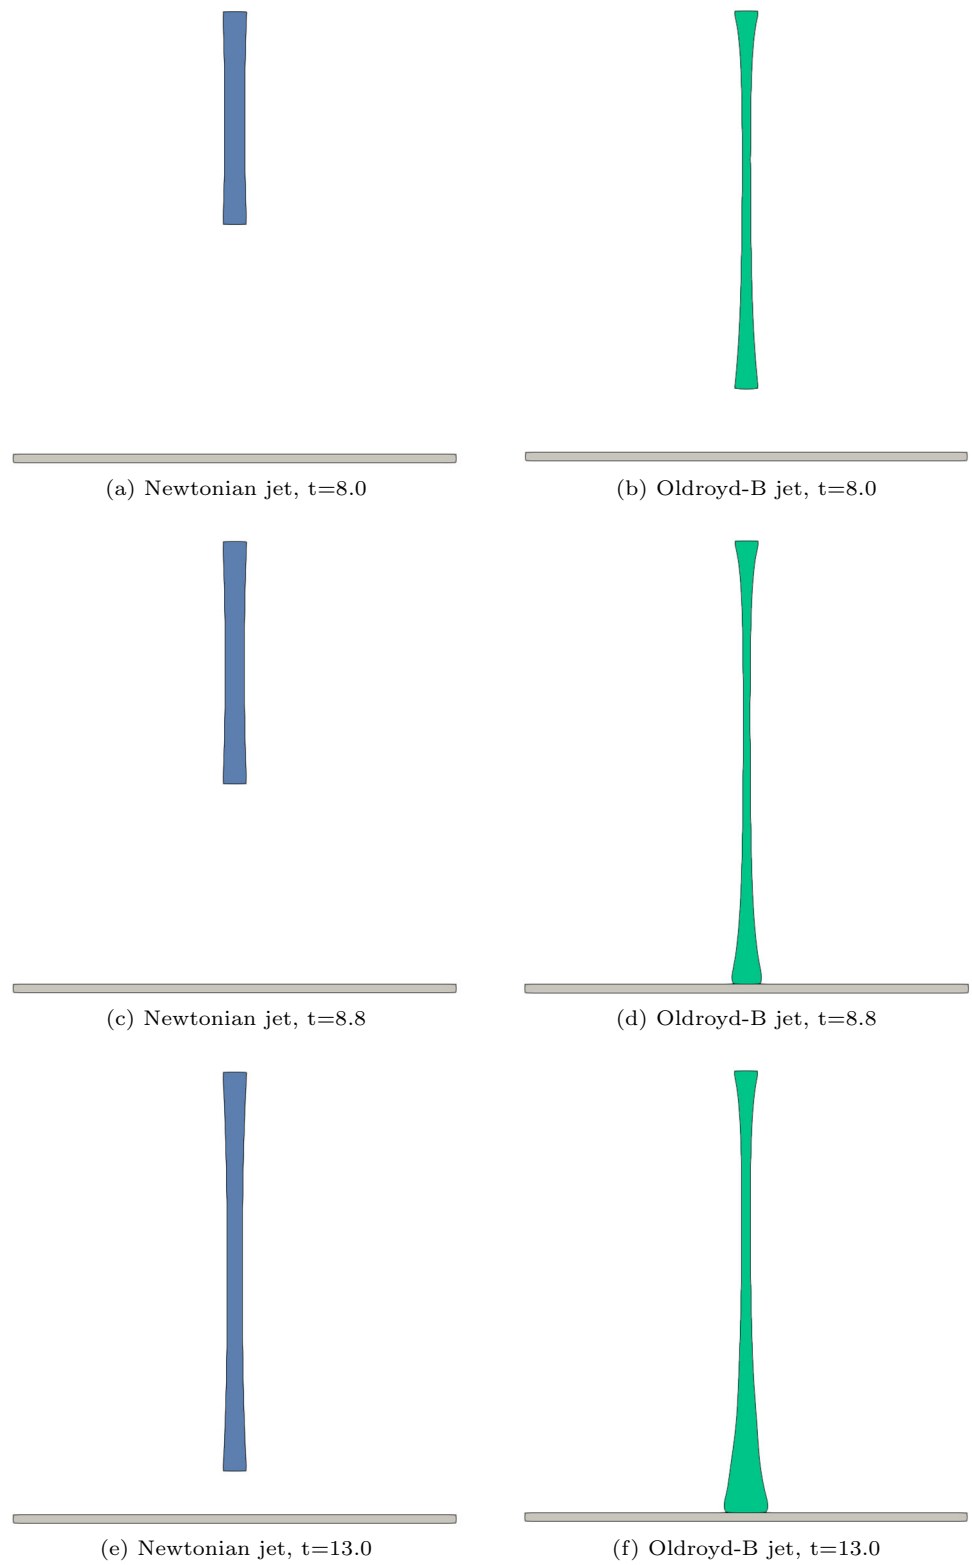 (a) Newtonian jet, t=8.0
(b) Oldroyd-B jet, t=8.0
(c) Newtonian jet, t=8.8
(d) Oldroyd-B jet, t=8.8
(e) Newtonian jet, t=13.0
(f) Oldroyd-B jet, t=13.0